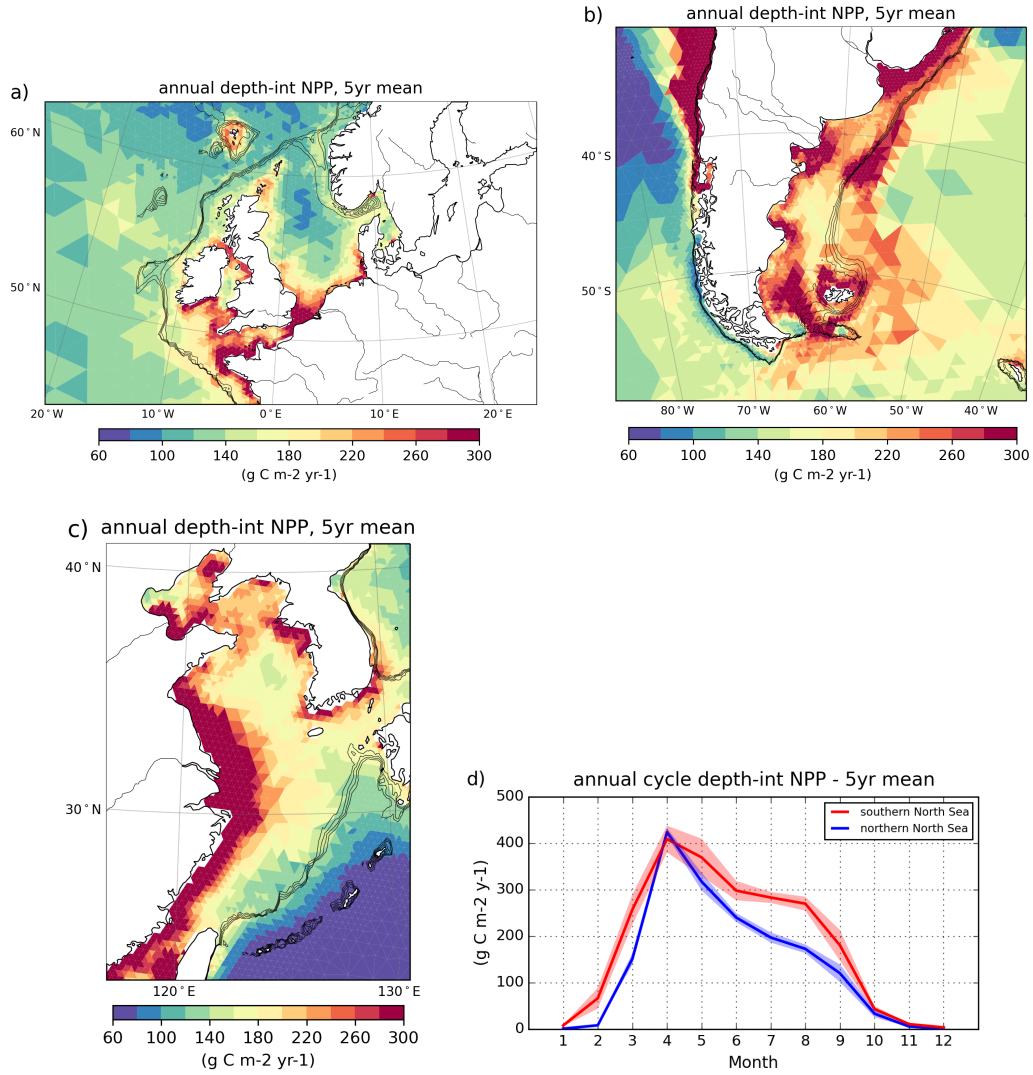 a)
annual depth-int NPP, 5yr mean
60°N
50°N
20°W
10°W
0°E
10°E
20°E
60 100 140 180 220 260 300
(g C m-2 yr-1)
b)
annual depth-int NPP, 5yr mean
40°S
50°S
80°W
70°W
60°W
50°W
40°W
60 100 140 180 220 260 300
(g C m-2 yr-1)
c)
annual depth-int NPP, 5yr mean
40°N
30°N
120°E
130°E
60 100 140 180 220 260 300
(g C m-2 yr-1)
d)
annual cycle depth-int NPP - 5yr mean
southern North Sea
northern North Sea
500
400
300
200
100
0
(g C m-2 y-1)
1 2 3 4 5 6 7 8 9 10 11 12
Month